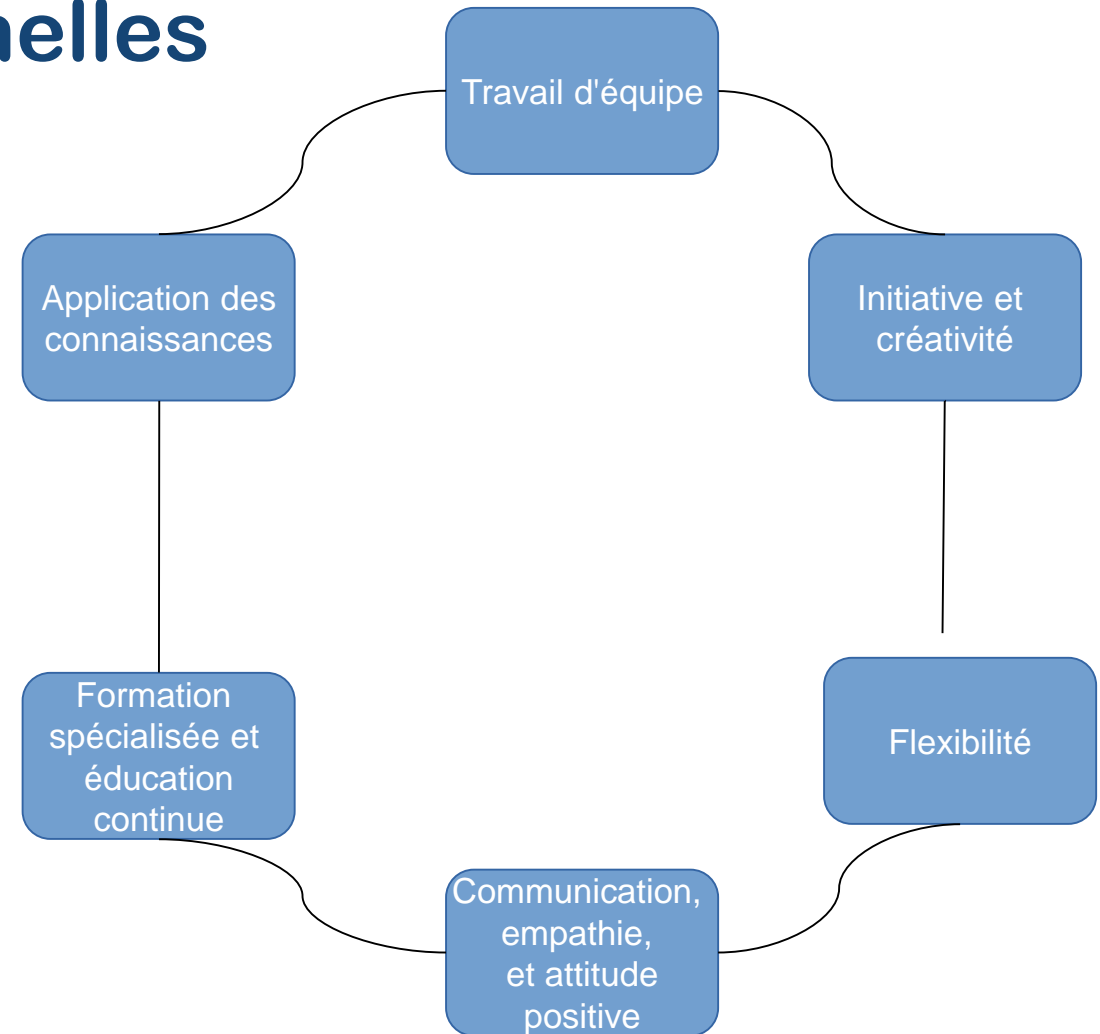 nelles
Travail d'équipe
Application des
connaissances
Initiative et
créativité
Formation
spécialisée et
éducation
continue
Flexibilité
Communication,
empathie,
et attitude
positive